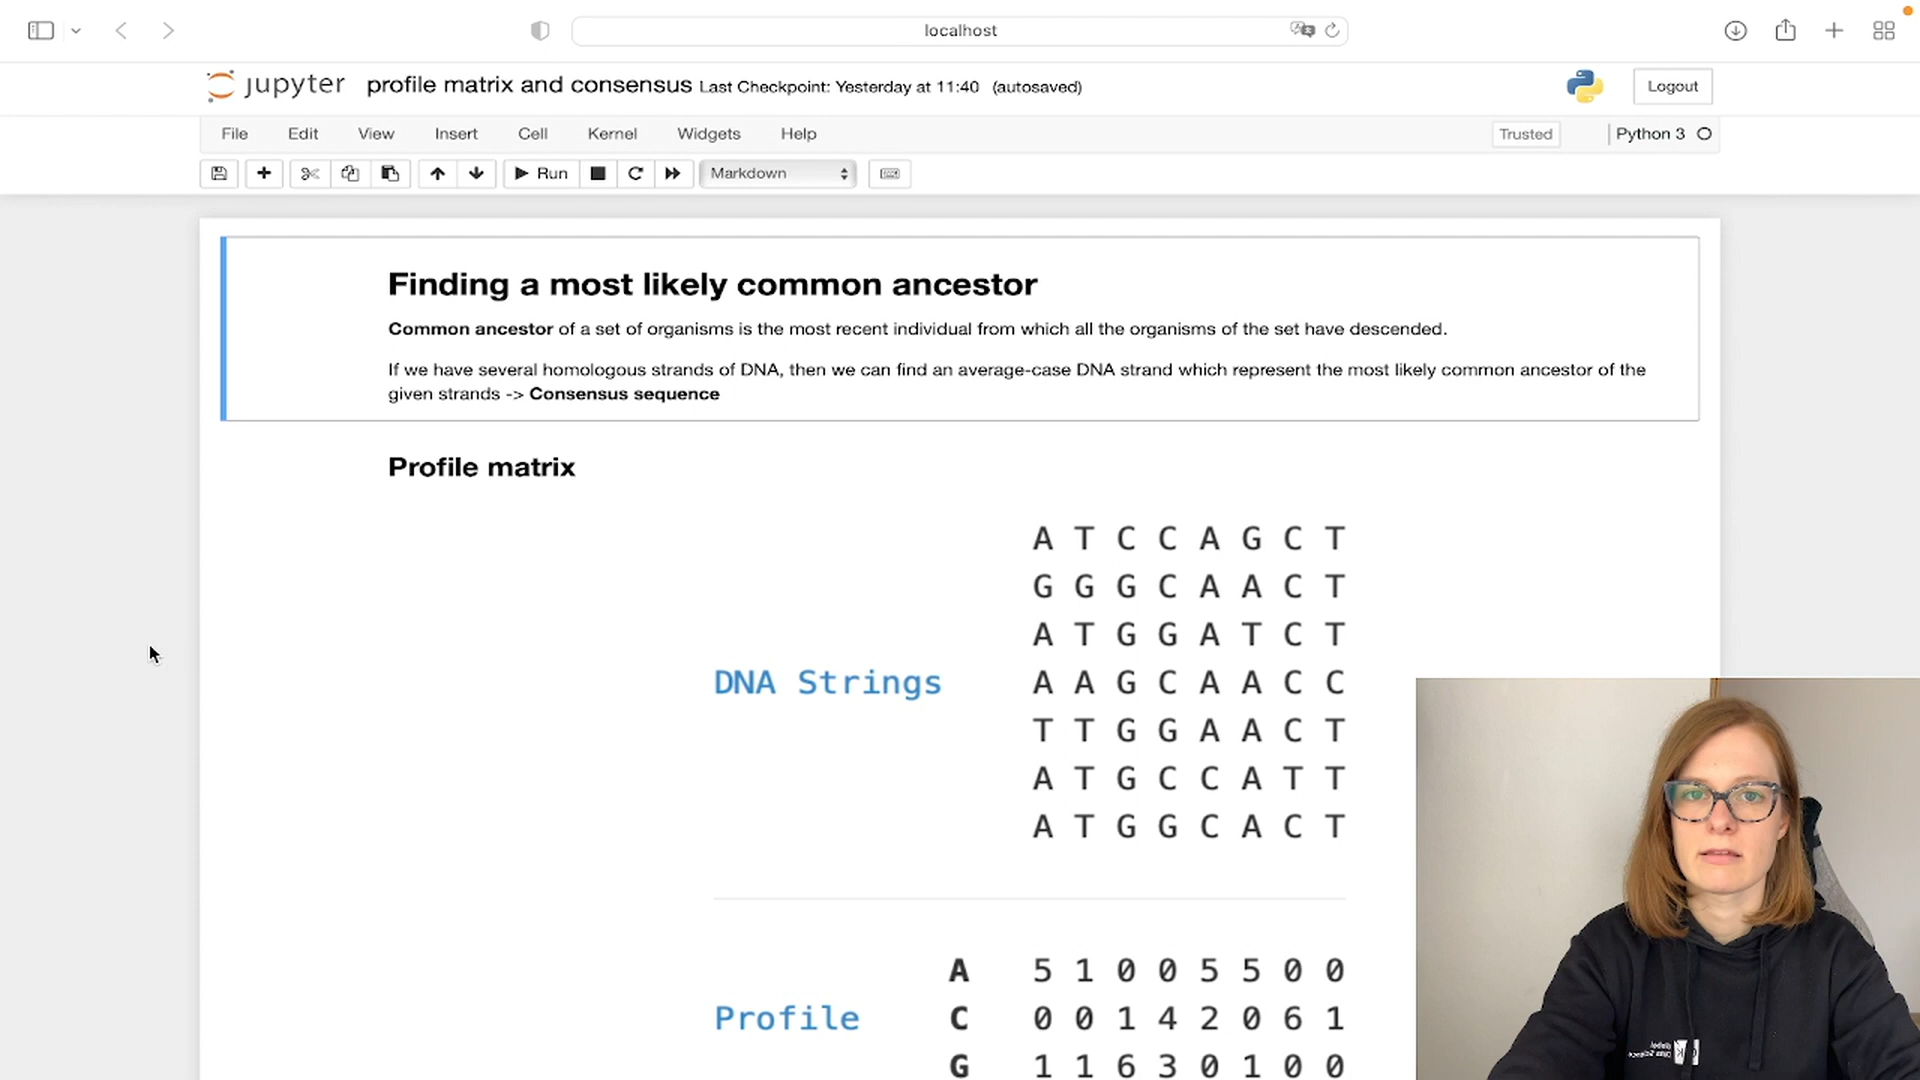 localhost
jupyter profile matrix and consensus Last Checkpoint: Yesterday at 11:40 (autosaved)
Logout
File Edit View Insert Cell Kernel Widgets Help
Trusted
Python 3
Run
Markdown
Finding a most likely common ancestor
Common ancestor of a set of organisms is the most recent individual from which all the organisms of the set have descended.
If we have several homologous strands of DNA, then we can find an average-case DNA strand which represent the most likely common ancestor of the
given strands -> Consensus sequence
Profile matrix
A T C C A G C T
G G G C A A C T
A T G G A T C T
DNA Strings A A G C A A C C
T T G G A A C T
A T G C C A T T
A T G G C A C T
A 5 1 0 0 5 5 0 0
Profile C 0 0 1 4 2 0 6 1
G 1 1 6 3 0 1 0 0